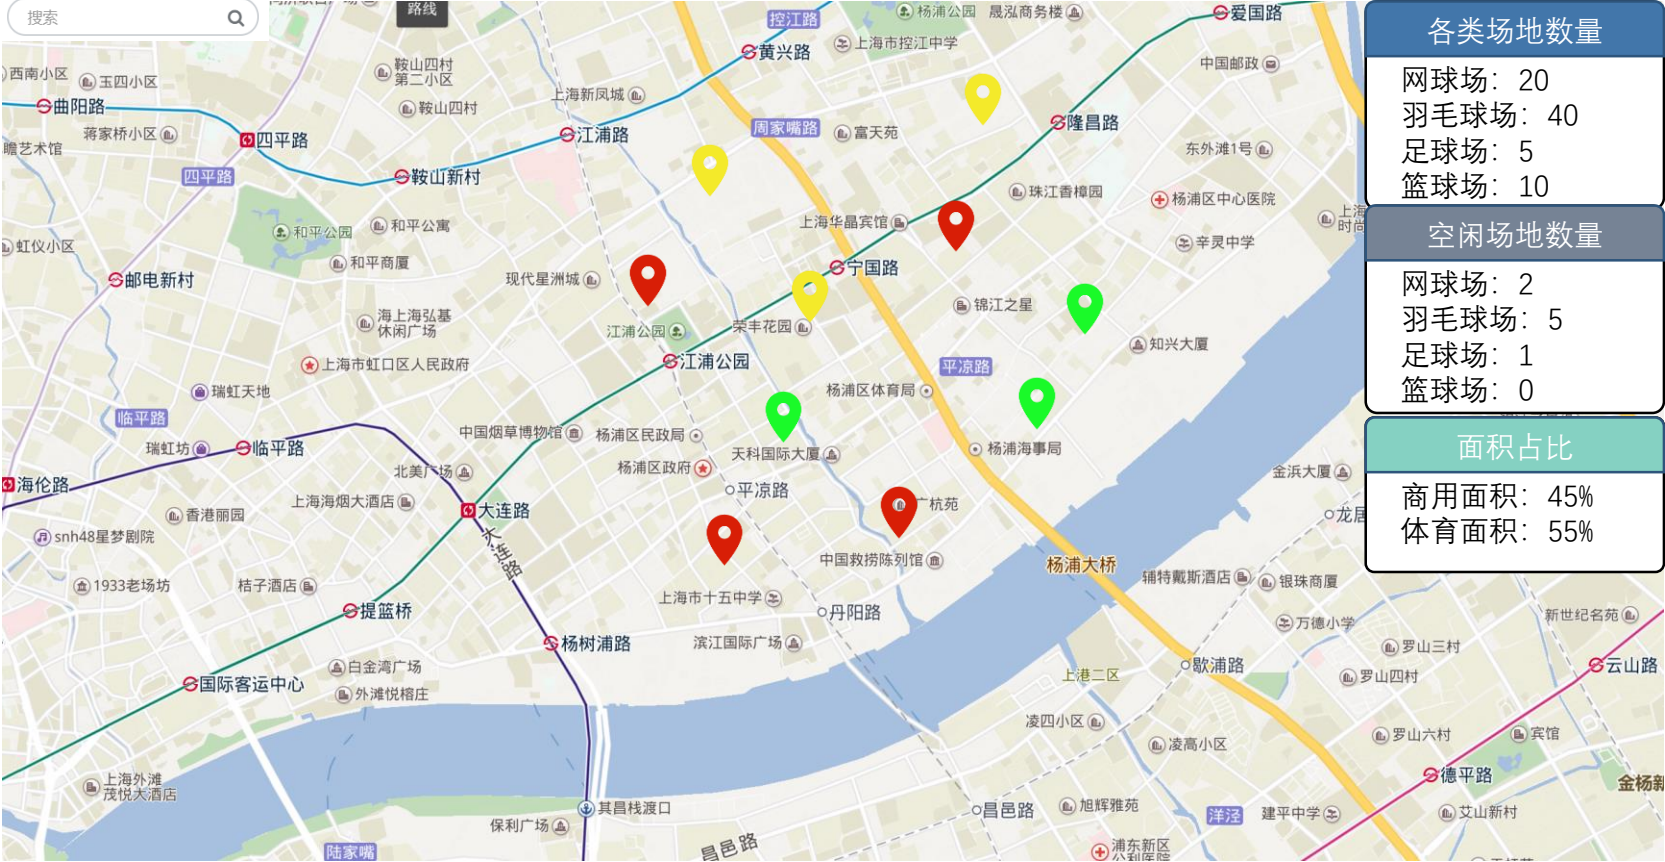 搜索
路线
控江路
杨浦公园
晟泓商务楼
爱国路
各类场地数量
网球场：20
羽毛球场：40
足球场：5
篮球场：10
空闲场地数量
网球场：2
羽毛球场：5
足球场：1
篮球场：0
面积占比
商用面积：45%
体育面积：55%
黄兴路
上海市控江中学
中国邮政
西南小区
玉四小区
鞍山四村
第二小区
上海新凤城
曲阳路
鞍山四村
隆昌路
蒋家桥小区
四平路
江浦路
周家嘴路
富天苑
瞻艺术馆
东外滩1号
四平路
鞍山新村
珠江香樟园
杨浦区中心医院
上海华晶宾馆
上海
时尚
和平公园
和平公寓
虹仪小区
辛灵中学
和平商厦
宁国路
邮电新村
现代星洲城
锦江之星
海上海弘基
休闲广场
江浦公园
荣丰花园
知兴大厦
上海市虹口区人民政府
江浦公园
平凉路
瑞虹天地
杨浦区体育局
临平路
中国烟草博物馆
杨浦区民政局
瑞虹坊
临平路
天科国际大厦
杨浦海事局
北美广场
杨浦区政府
金浜大厦
海伦路
平凉路
上海海烟大酒店
大连路
广杭苑
香港丽园
龙居
snh48星梦剧院
大连路
中国救捞陈列馆
杨浦大桥
1933老场坊
桔子酒店
辅特戴斯酒店
银珠商厦
上海市十五中学
提篮桥
丹阳路
万德小学
新世纪名苑
杨树浦路
滨江国际广场
罗山三村
白金湾广场
歇浦路
云山路
国际客运中心
上港二区
罗山四村
外滩悦榕庄
凌四小区
凌高小区
罗山六村
宾馆
上海外滩
茂悦大酒店
德平路
金杨新
其昌栈渡口
昌邑路
旭辉雅苑
洋泾
建平中学
艾山新村
保利广场
陆家嘴
昌邑路
浦东新区